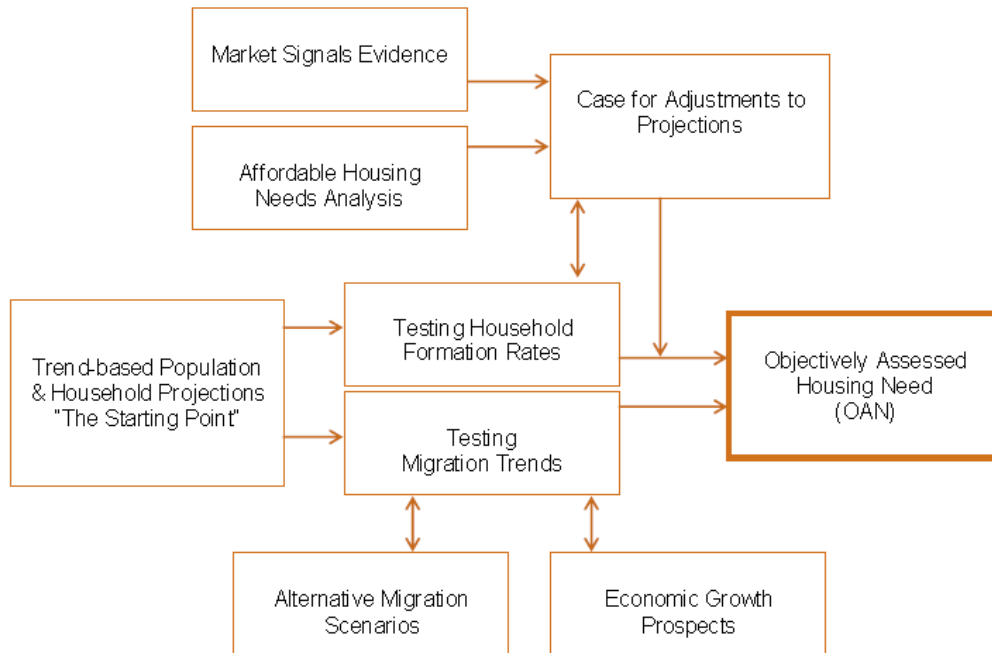 Market Signals Evidence
Case for Adjustments to
Projections
Affordable Housing
Needs Analysis
Trend-based Population
& Household Projections
"The Starting Point"
Testing Household
Formation Rates
Testing
Migration Trends
Objectively Assessed
Housing Need
(OAN)
Alternative Migration
Scenarios
Economic Growth
Prospects